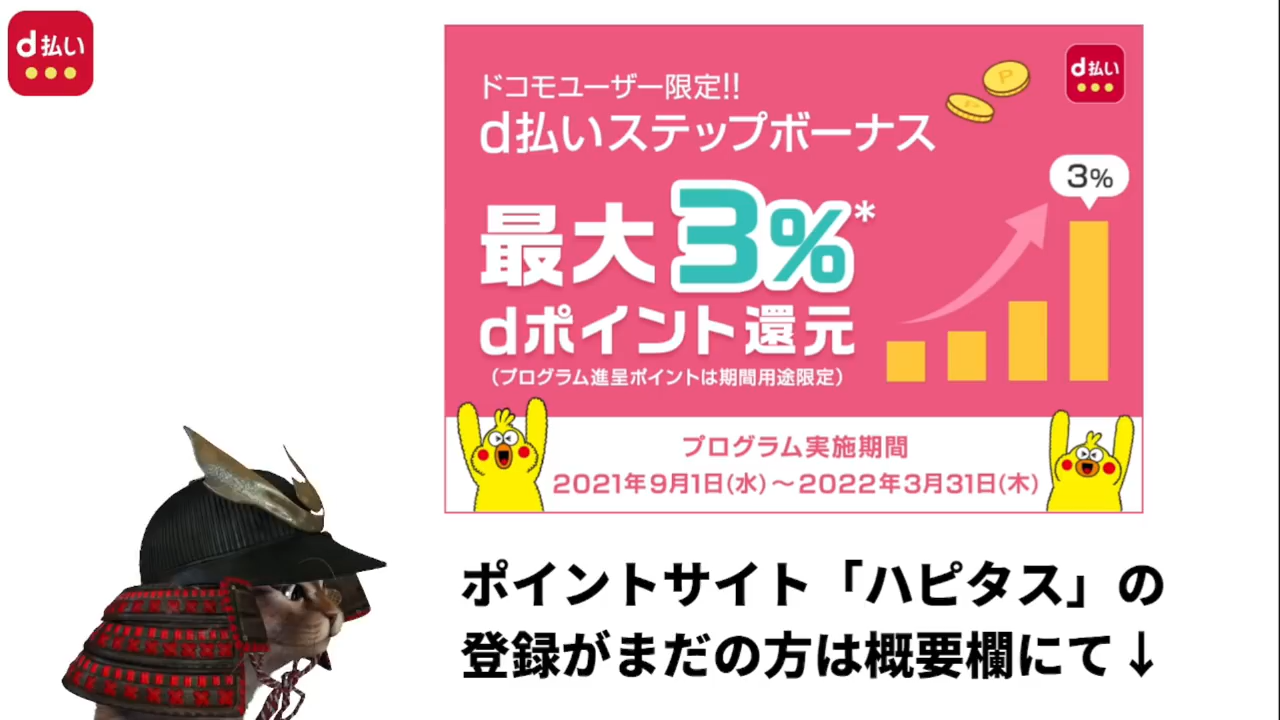 d払い
ドコモユーザー限定!!
d払いステップボーナス
d払い
3%
最大3%*
dポイント還元
(プログラム進呈ポイントは期間用途限定)
プログラム実施期間
2021年9月1日(水)~2022年3月31日(木)
ポイントサイト「ハピタス」の
登録がまだの方は概要欄にて↓